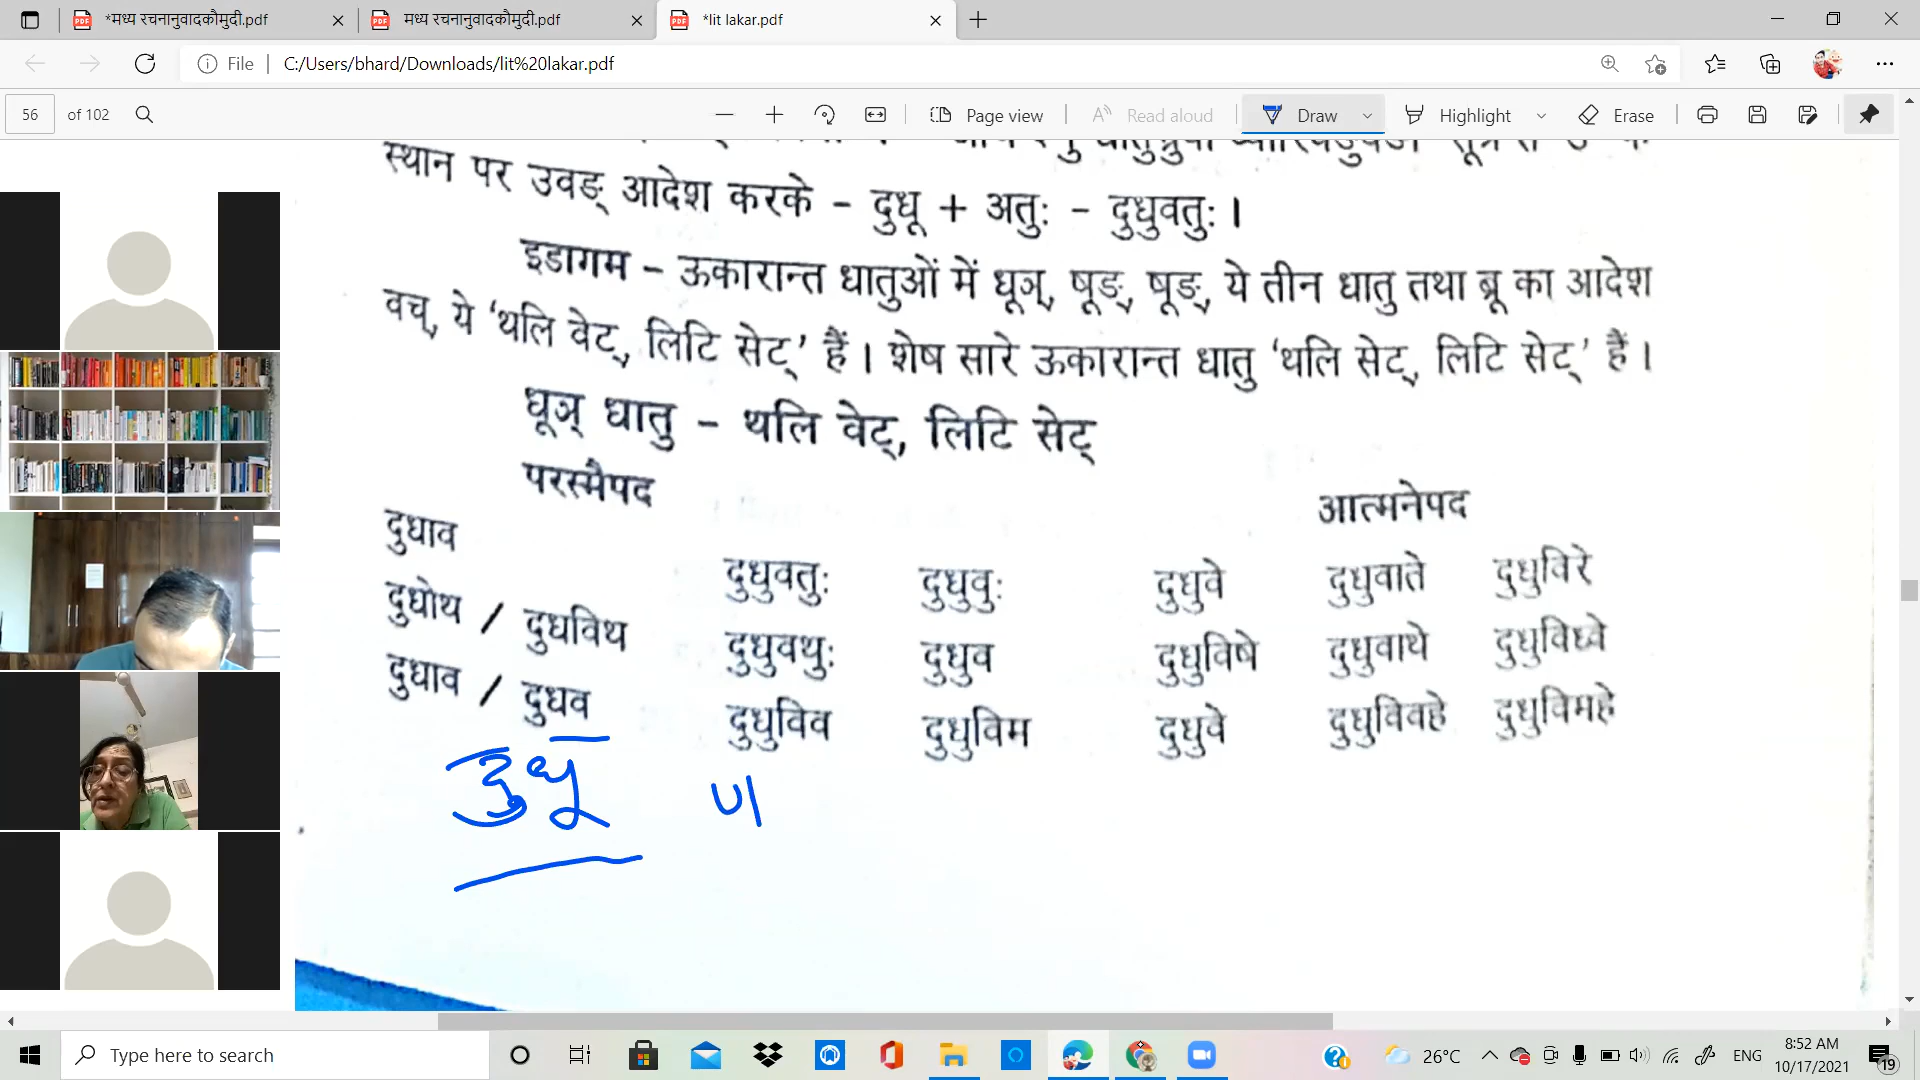 *मध्य रचनानुवादकौमुदी.pdf
मध्य रचनानुवादकौमुदी.pdf
*lit lakar.pdf
File
C:/Users/bhard/Downloads/lit%20lakar.pdf
56 of 102
Page view
Read aloud
Draw
Highlight
Erase
स्थान पर उवङ् आदेश करके - दुधू + अतुः - दुधुवतुः ।
इडागम - ऊकारान्त धातुओं में धूञ्, षूङ्, षूङ्, ये तीन धातु तथा ब्रू का आदेश
वच्, ये ‘थलि वेट्, लिटि सेट्’ हैं । शेष सारे ऊकारान्त धातु ‘थलि सेट्, लिटि सेट्’ हैं ।
धूञ् धातु - थलि वेट्, लिटि सेट्
परस्मैपद आत्मनेपद
दुधाव दुधुवतुः दुधुवुः दुधुवे दुधुवाते दुधुविरे
दुधोथ / दुधविथ दुधुवथुः दुधुव दुधुविषे दुधुवाथे दुधुविध्वे
दुधाव / दुधव दुधुविव दुधुविम दुधुवे दुधुविवहे दुधुविमहे
दुधू
Type here to search
26°C
ENG
8:52 AM
10/17/2021
19